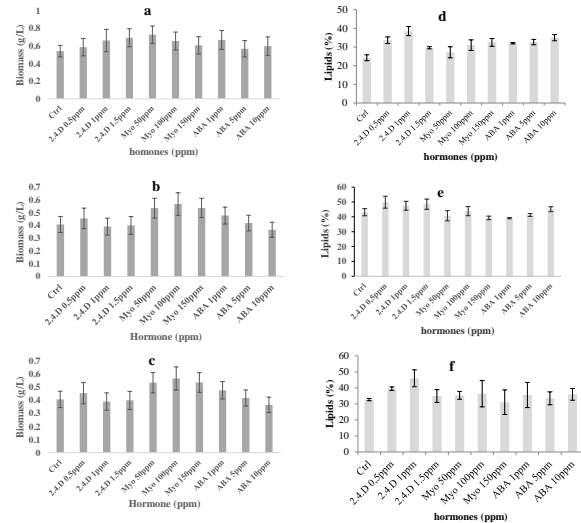 a
Biomass (g/L)
1
0.8
0.6
0.4
0.2
0
Ctrl
2.4.D 0.5ppm
2.4.D 1ppm
2.4.D 1.5ppm
Myo 50ppm
Myo 100ppm
Myo 150ppm
ABA 1ppm
ABA 5ppm
ABA 10ppm
homones (ppm)
d
Lipids (%)
50
40
30
20
10
0
Ctrl
2.4.D 0.5ppm
2.4.D 1ppm
2.4.D 1.5ppm
Myo 50ppm
Myo 100ppm
Myo 150ppm
ABA 1ppm
ABA 5ppm
ABA 10ppm
hormones (ppm)
b
Biomass (g/L)
0.7
0.6
0.5
0.4
0.3
0.2
0.1
0
Ctrl
2.4.D 0.5ppm
2.4.D 1ppm
2.4.D 1.5ppm
Myo 50ppm
Myo 100ppm
Myo 150ppm
ABA 1ppm
ABA 5ppm
ABA 10ppm
Hormone (ppm)
e
Lipids (%)
60
50
40
30
20
10
0
Ctrl
2.4.D 0.5ppm
2.4.D 1ppm
2.4.D 1.5ppm
Myo 50ppm
Myo 100ppm
Myo 150ppm
ABA 1ppm
ABA 5ppm
ABA 10ppm
hormones (ppm)
c
Biomass (g/L)
0.7
0.6
0.5
0.4
0.3
0.2
0.1
0
Ctrl
2.4.D 0.5ppm
2.4.D 1ppm
2.4.D 1.5ppm
Myo 50ppm
Myo 100ppm
Myo 150ppm
ABA 1ppm
ABA 5ppm
ABA 10ppm
Hormone (ppm)
f
Lipids (%)
60
50
40
30
20
10
0
Ctrl
2.4.D 0.5ppm
2.4.D 1ppm
2.4.D 1.5ppm
Myo 50ppm
Myo 100ppm
Myo 150ppm
ABA 1ppm
ABA 5ppm
ABA 10ppm
hormones (ppm)